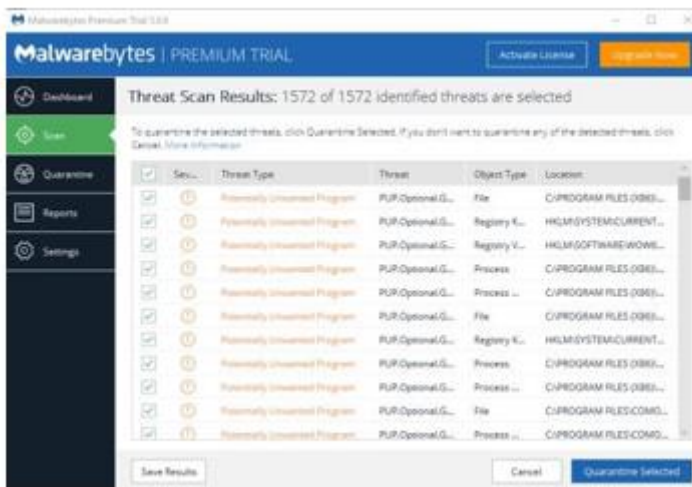 Malwarebytes Premium Trial
Malwarebytes | PREMIUM TRIAL
Activate License
Upgrade Now
Dashboard
Scan
Quarantine
Reports
Settings
Threat Scan Results: 1572 of 1572 identified threats are selected
To quarantine the selected threats, click Quarantine Selected. If you don't want to quarantine any of the detected threats, click
Cancel. More information
Sev... Threat Type Threat Object Type Location
Potentially Unwanted Program PUP.Optional.G... File C:\PROGRAM FILES (X86)\...
Potentially Unwanted Program PUP.Optional.G... Registry K... HKLM\SYSTEM\CURRENT...
Potentially Unwanted Program PUP.Optional.G... Registry V... HKLM\SOFTWARE\WOW6...
Potentially Unwanted Program PUP.Optional.G... Process C:\PROGRAM FILES (X86)\...
Potentially Unwanted Program PUP.Optional.G... Process ... C:\PROGRAM FILES (X86)\...
Potentially Unwanted Program PUP.Optional.G... File C:\PROGRAM FILES (X86)\...
Potentially Unwanted Program PUP.Optional.G... Registry K... HKLM\SYSTEM\CURRENT...
Potentially Unwanted Program PUP.Optional.G... Process C:\PROGRAM FILES (X86)\...
Potentially Unwanted Program PUP.Optional.G... Process ... C:\PROGRAM FILES (X86)\...
Potentially Unwanted Program PUP.Optional.G... File C:\PROGRAM FILES\COMO...
Potentially Unwanted Program PUP.Optional.G... Process ... C:\PROGRAM FILES\COMO...
Save Results
Cancel
Quarantine Selected